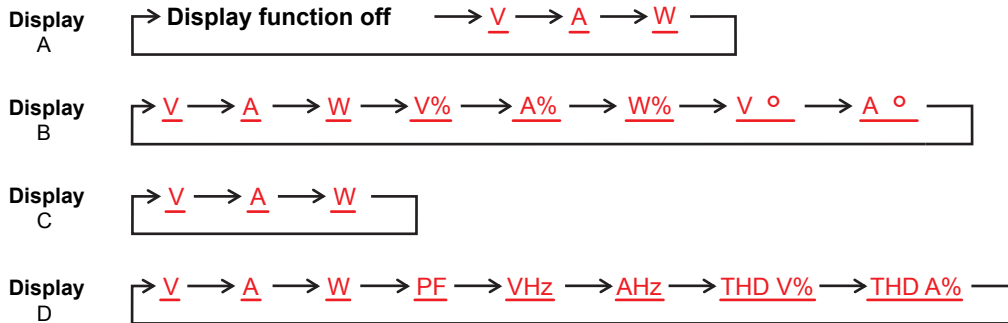 Display
A
Display function off V A W
Display
B
V A W V% A% W% V ° A °
Display
C
V A W
Display
D
V A W PF VHz AHz THD V% THD A%